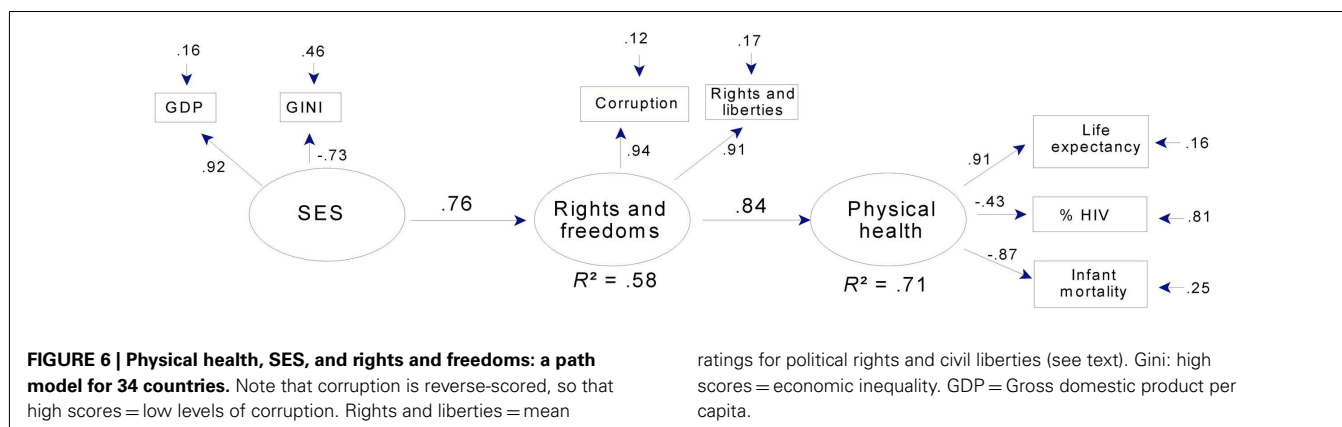 .16
.46
.12
.17
GDP
GINI
Corruption
Rights and
liberties
Life
expectancy
.16
.92
-.73
.94
.91
.91
SES
.76
Rights and
freedoms
.84
Physical
health
-.43
% HIV
.81
-.87
Infant
mortality
.25
R² = .58
R² = .71
FIGURE 6 | Physical health, SES, and rights and freedoms: a path
model for 34 countries. Note that corruption is reverse-scored, so that
high scores = low levels of corruption. Rights and liberties = mean
ratings for political rights and civil liberties (see text). Gini: high
scores = economic inequality. GDP = Gross domestic product per
capita.